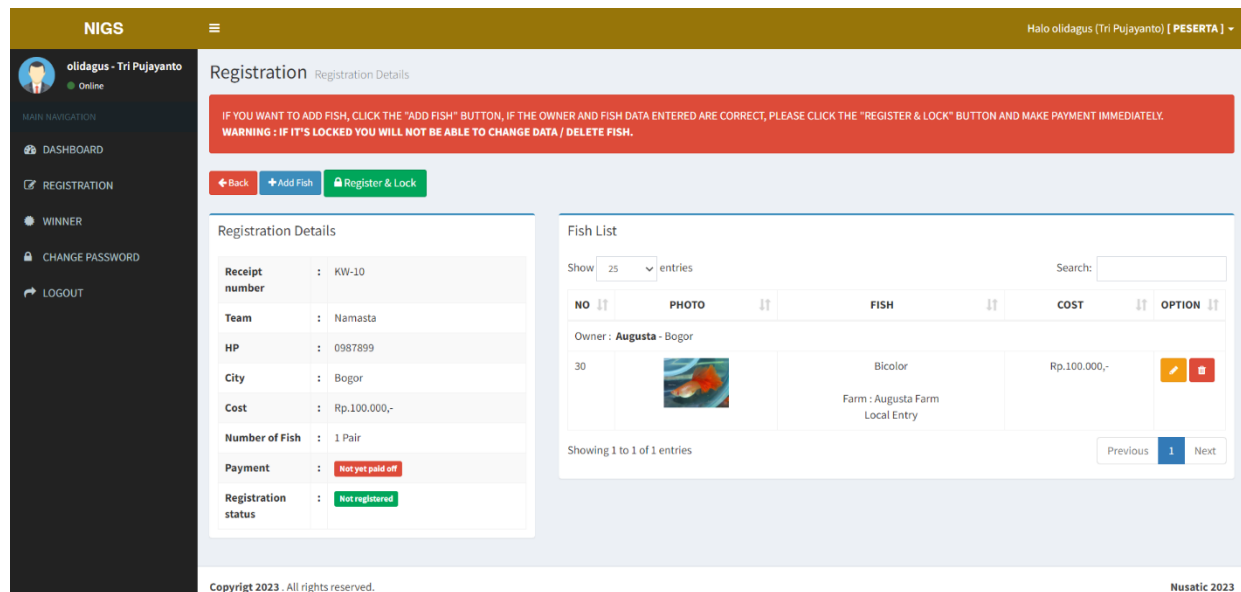 NIGS
Halo olidagus (Tri Pujayanto) [ PESERTA ]
olidagus - Tri Pujayanto
Online
MAIN NAVIGATION
DASHBOARD
REGISTRATION
WINNER
CHANGE PASSWORD
LOGOUT
Registration Registration Details
IF YOU WANT TO ADD FISH, CLICK THE "ADD FISH" BUTTON, IF THE OWNER AND FISH DATA ENTERED ARE CORRECT, PLEASE CLICK THE "REGISTER & LOCK" BUTTON AND MAKE PAYMENT IMMEDIATELY.
WARNING : IF IT'S LOCKED YOU WILL NOT BE ABLE TO CHANGE DATA / DELETE FISH.
Back Add Fish Register & Lock
Registration Details
Receipt number : KW-10
Team : Namasta
HP : 0987899
City : Bogor
Cost : Rp.100.000,-
Number of Fish : 1 Pair
Payment : Not yet paid off
Registration status : Not registered
Fish List
Show 25 entries Search:
NO PHOTO FISH COST OPTION
Owner : Augusta - Bogor
30 Bicolor Rp.100.000,-
Farm : Augusta Farm
Local Entry
Showing 1 to 1 of 1 entries Previous 1 Next
Copyrigt 2023 . All rights reserved. Nusatic 2023